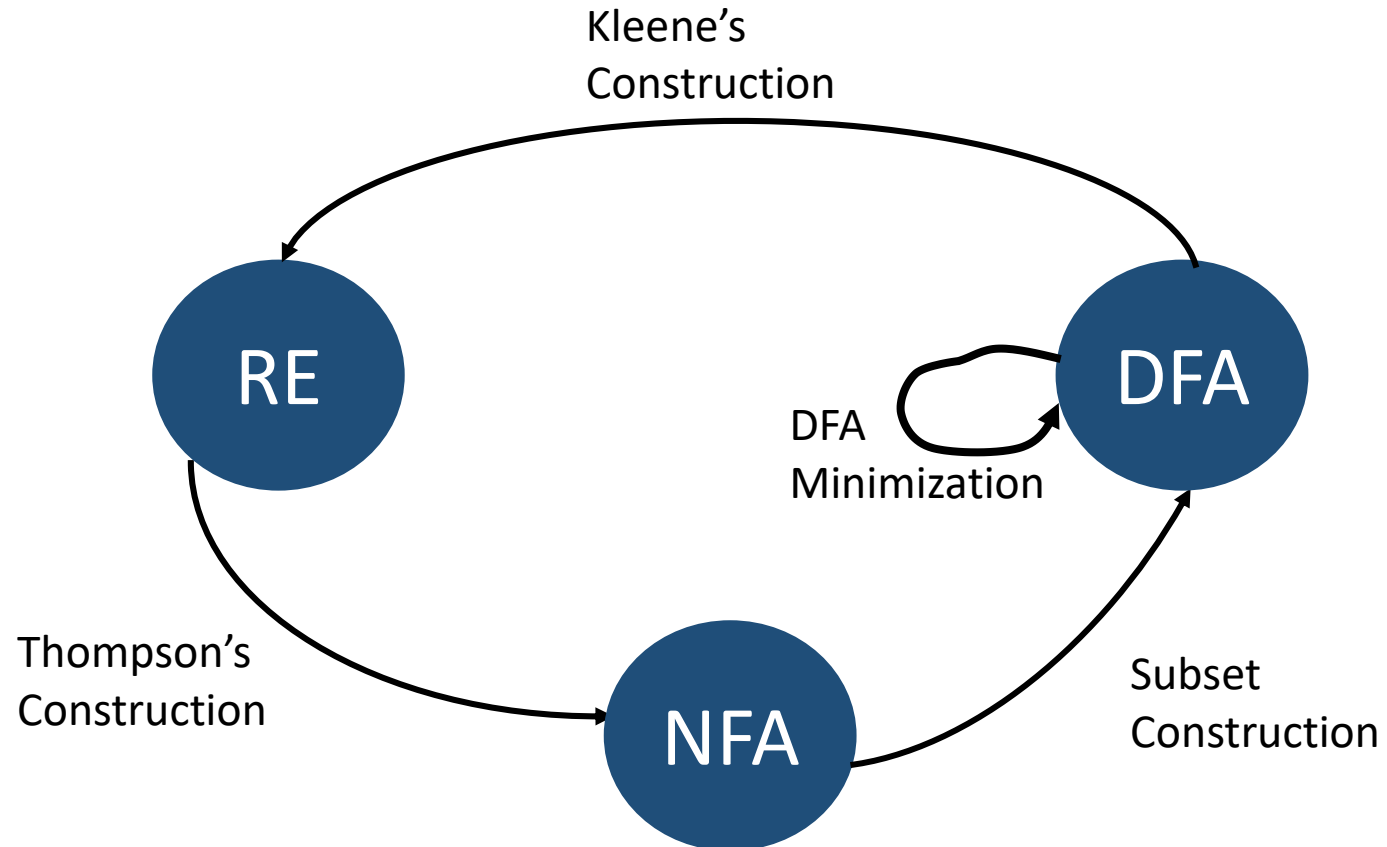 Kleene’s
Construction
RE
DFA
DFA
Minimization
Thompson’s
Construction
NFA
Subset
Construction